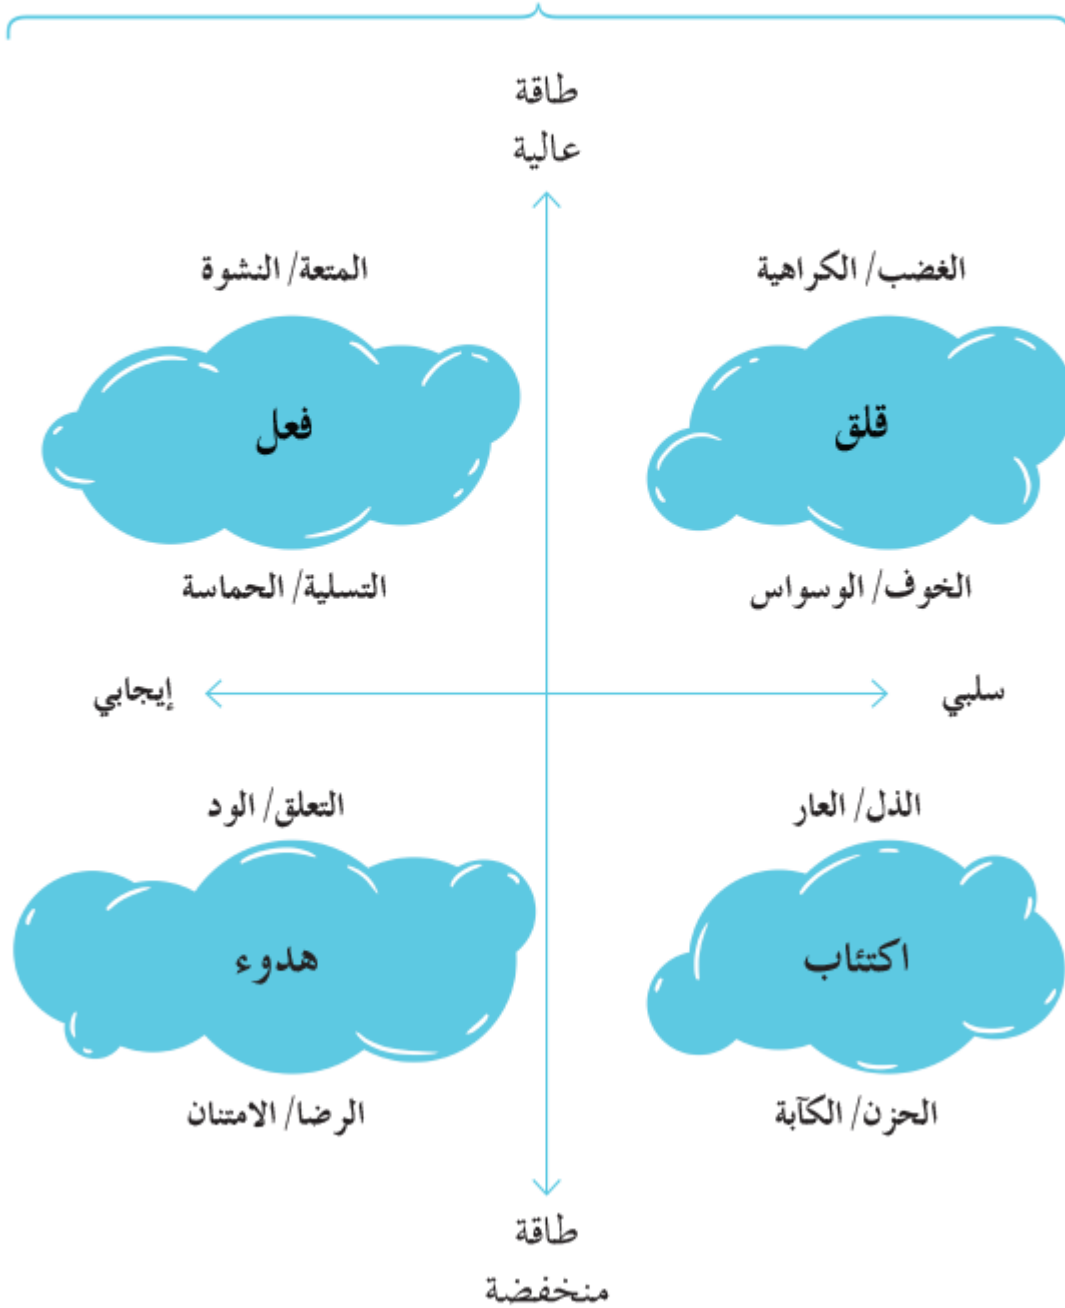 طاقة
عالية
الغضب/ الكراهية
المتعة/ النشوة
قلق
فعل
الخوف/ الوسواس
التسلية/ الحماسة
سلبي
إيجابي
الذل/ العار
التعلق/ الود
اكتئاب
هدوء
الحزن/ الكآبة
الرضا/ الامتنان
طاقة
منخفضة